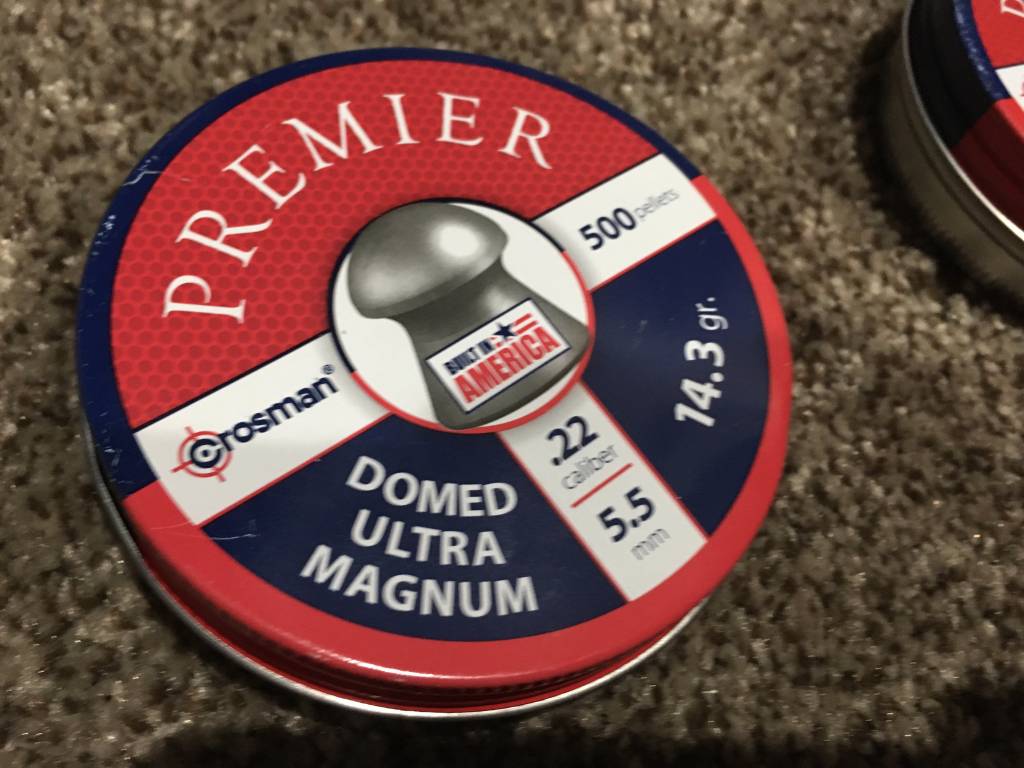 PREMIER
500 pellets
14.3 gr.
BUILT IN
AMERICA
Crosman®
.22
caliber
5.5
mm
DOMED
ULTRA
MAGNUM